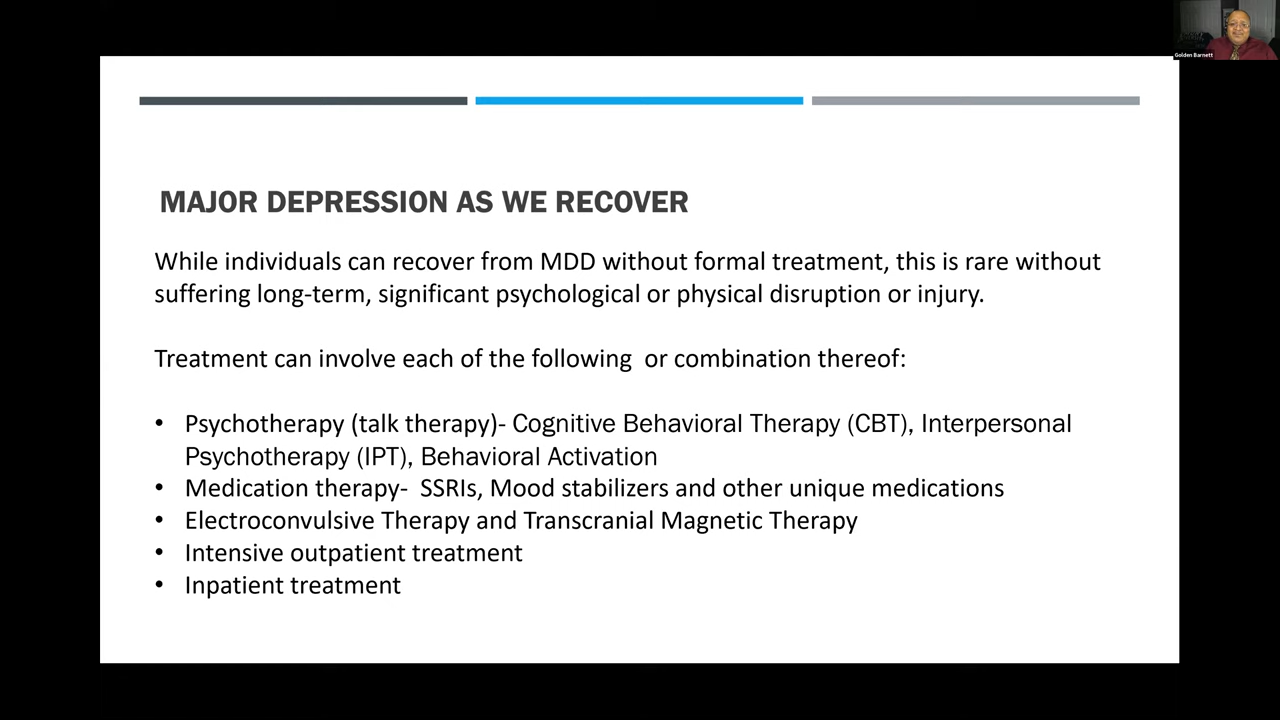 Golden Barnett
MAJOR DEPRESSION AS WE RECOVER
While individuals can recover from MDD without formal treatment, this is rare without
suffering long-term, significant psychological or physical disruption or injury.
Treatment can involve each of the following  or combination thereof:
• Psychotherapy (talk therapy)- Cognitive Behavioral Therapy (CBT), Interpersonal
Psychotherapy (IPT), Behavioral Activation
• Medication therapy-  SSRIs, Mood stabilizers and other unique medications
• Electroconvulsive Therapy and Transcranial Magnetic Therapy
• Intensive outpatient treatment
• Inpatient treatment